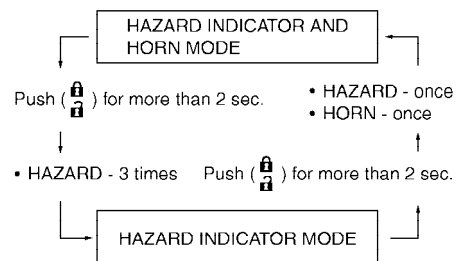 HAZARD INDICATOR AND
HORN MODE
Push ( ) for more than 2 sec.
• HAZARD - once
• HORN - once
• HAZARD - 3 times
Push ( ) for more than 2 sec.
HAZARD INDICATOR MODE